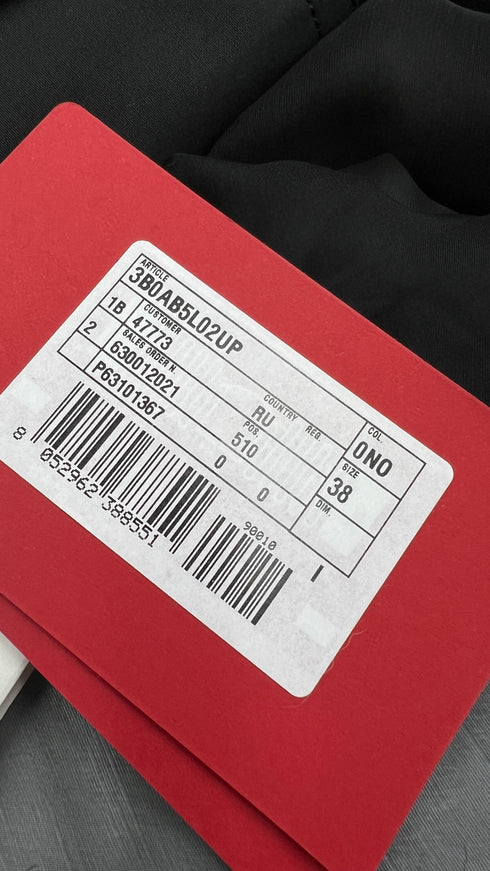 ARTICLE
3B0AB5L02UP
COL.
0N0
1B
CUSTOMER
47773
COUNTRY REG.
RU
SIZE
38
2
SALES ORDER N.
630012021
POS.
510
DIM.
P63101367
0
0
90010
8 052962 388551